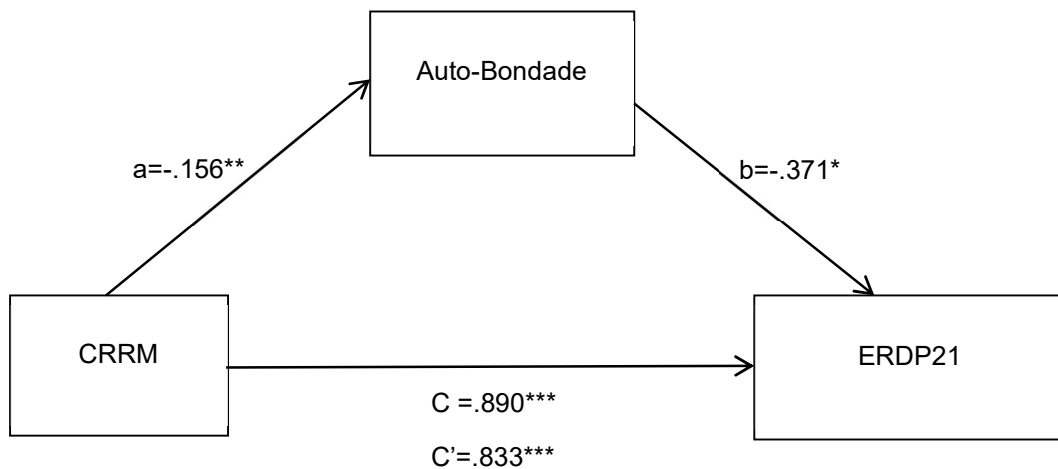 Auto-Bondade
a=-.156**
b=-.371*
CRRM
ERDP21
C =.890***
C’=.833***